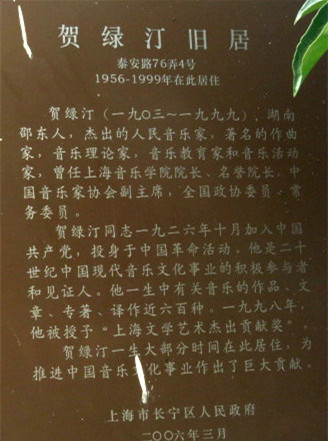 贺绿汀旧居
泰安路76弄4号
1956-1999年在此居住
贺绿汀（一九〇三～一九九九），湖南
邵东人，杰出的人民音乐家，著名的作曲
家，音乐理论家，音乐教育家和音乐活动
家，曾任上海音乐学院院长、名誉院长，中
国音乐家协会副主席，全国政协委员、常
务委员。
贺绿汀同志一九二六年十月加入中国
共产党，投身于中国革命活动。他是二十
世纪中国现代音乐文化事业的积极参与者
和见证人。他一生中有关音乐的作品、文
章、专著、译作近六百种。一九九八年，
他被授予“上海文学艺术杰出贡献奖”。
贺绿汀一生大部分时间在此居住，为
推进中国音乐文化事业作出了巨大贡献。
上海市长宁区人民政府
二〇〇六年三月